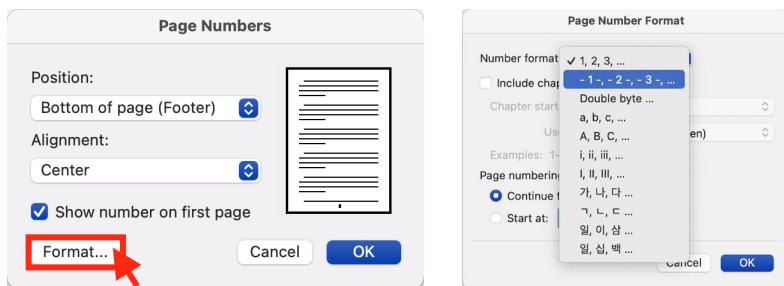 Page Numbers
Position:
Bottom of page (Footer)
Alignment:
Center
Show number on first page
Format...
Cancel
OK
Page Number Format
Number format
✓ 1, 2, 3, ...
Include chap
- 1 -, - 2 -, - 3 -, ...
Chapter start
Double byte ...
a, b, c, ...
Us
A, B, C, ...
en)
Examples: 1-
i, ii, iii, ...
Page numbering
I, II, III, ...
Continue f
가, 나, 다 ...
Start at:
ㄱ, ㄴ, ㄷ ...
일, 이, 삼 ...
일, 십, 백 ...
Cancel
OK